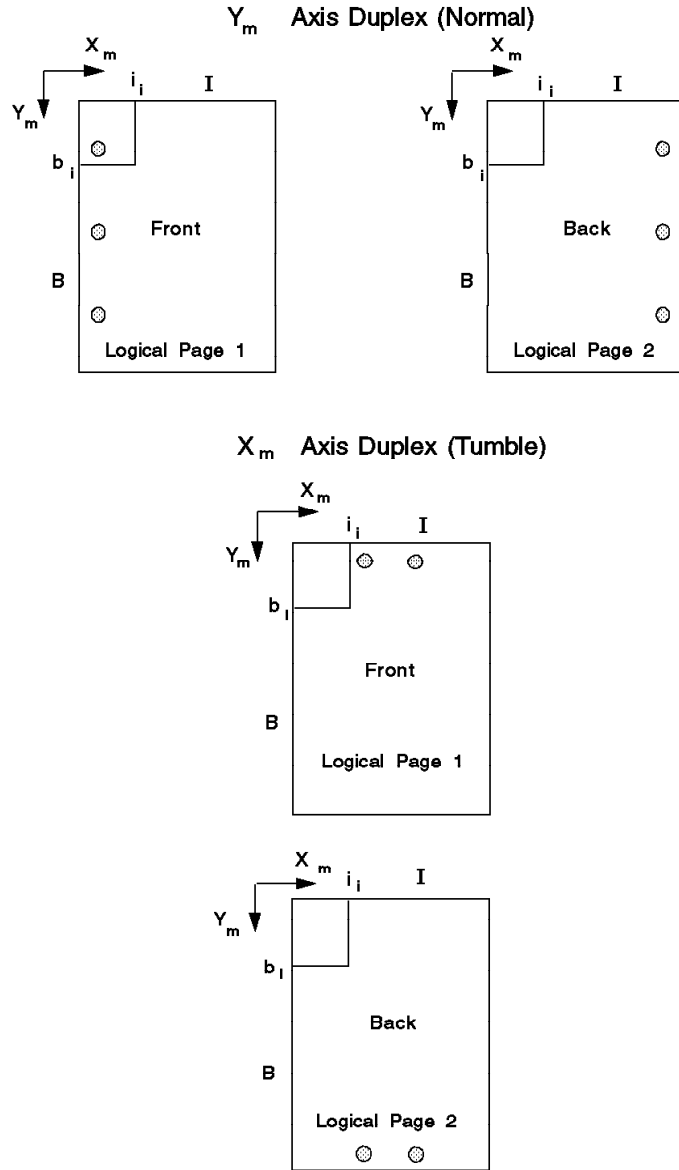 Ym Axis Duplex (Normal)
Xm
Ym
ii
I
bi
B
Front
Logical Page 1
Xm
Ym
ii
I
bi
B
Back
Logical Page 2
Xm Axis Duplex (Tumble)
Xm
Ym
ii
I
bI
B
Front
Logical Page 1
Xm
Ym
ii
I
bI
B
Back
Logical Page 2